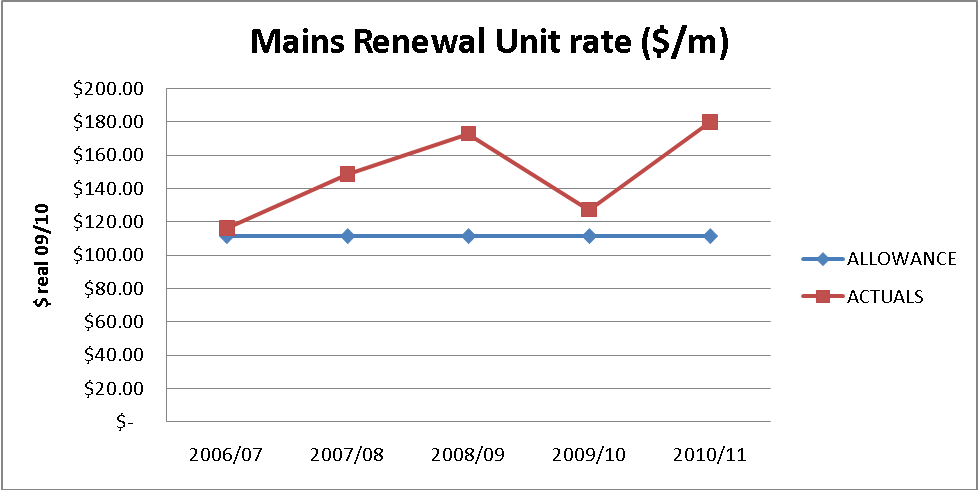 Mains Renewal Unit rate ($/m)
$200.00
$180.00
$160.00
$140.00
$120.00
$100.00
$80.00
$60.00
$40.00
$20.00
$-
$ real 09/10
2006/07 2007/08 2008/09 2009/10 2010/11
ALLOWANCE
ACTUALS